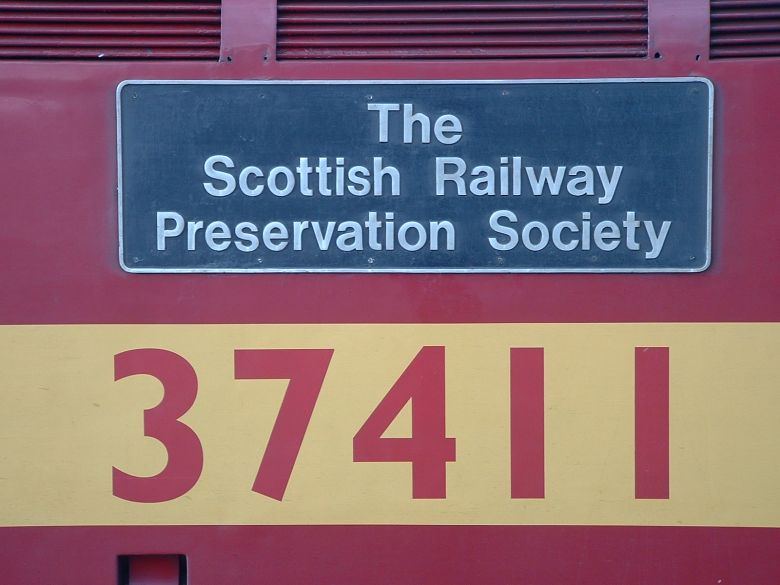 The
Scottish Railway
Preservation Society
37411